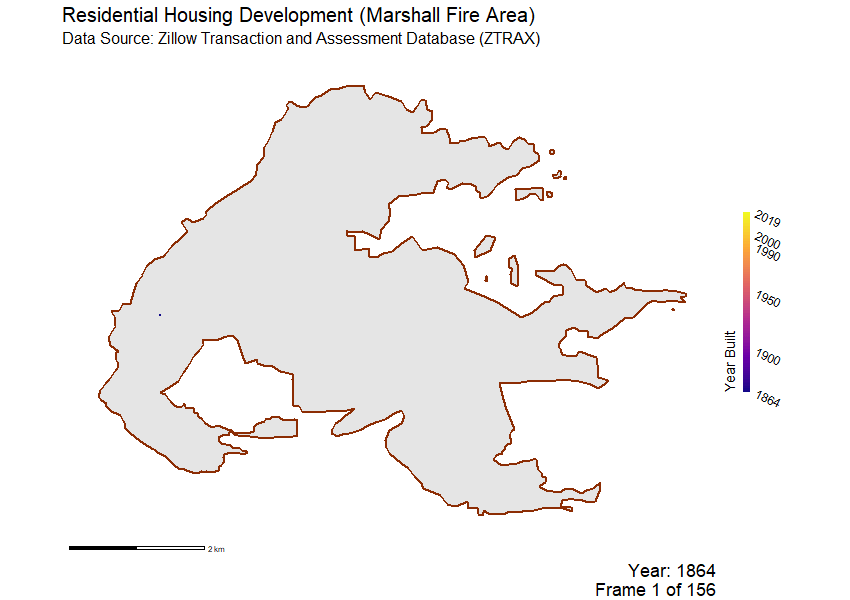 Residential Housing Development (Marshall Fire Area)
Data Source: Zillow Transaction and Assessment Database (ZTRAX)
2019
2000
1990
1950
1900
1864
Year Built
2 km
Year: 1864
Frame 1 of 156